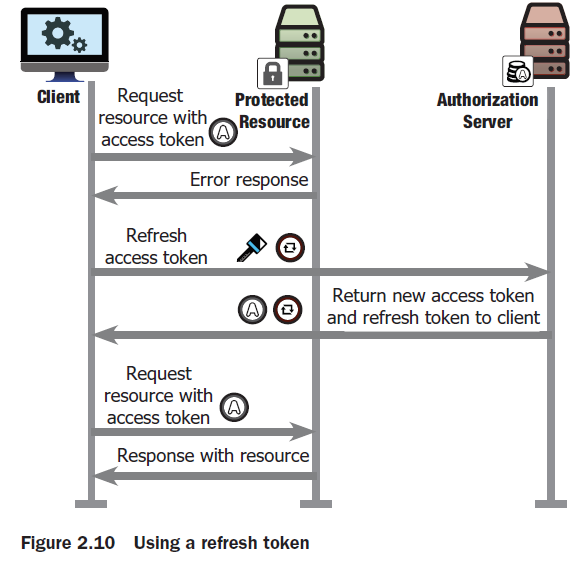 Client
Protected
Resource
Authorization
Server
Request
resource with
access token
A
Error response
Refresh
access token
Return new access token
and refresh token to client
A
Request
resource with
access token
A
Response with resource
Figure 2.10 Using a refresh token